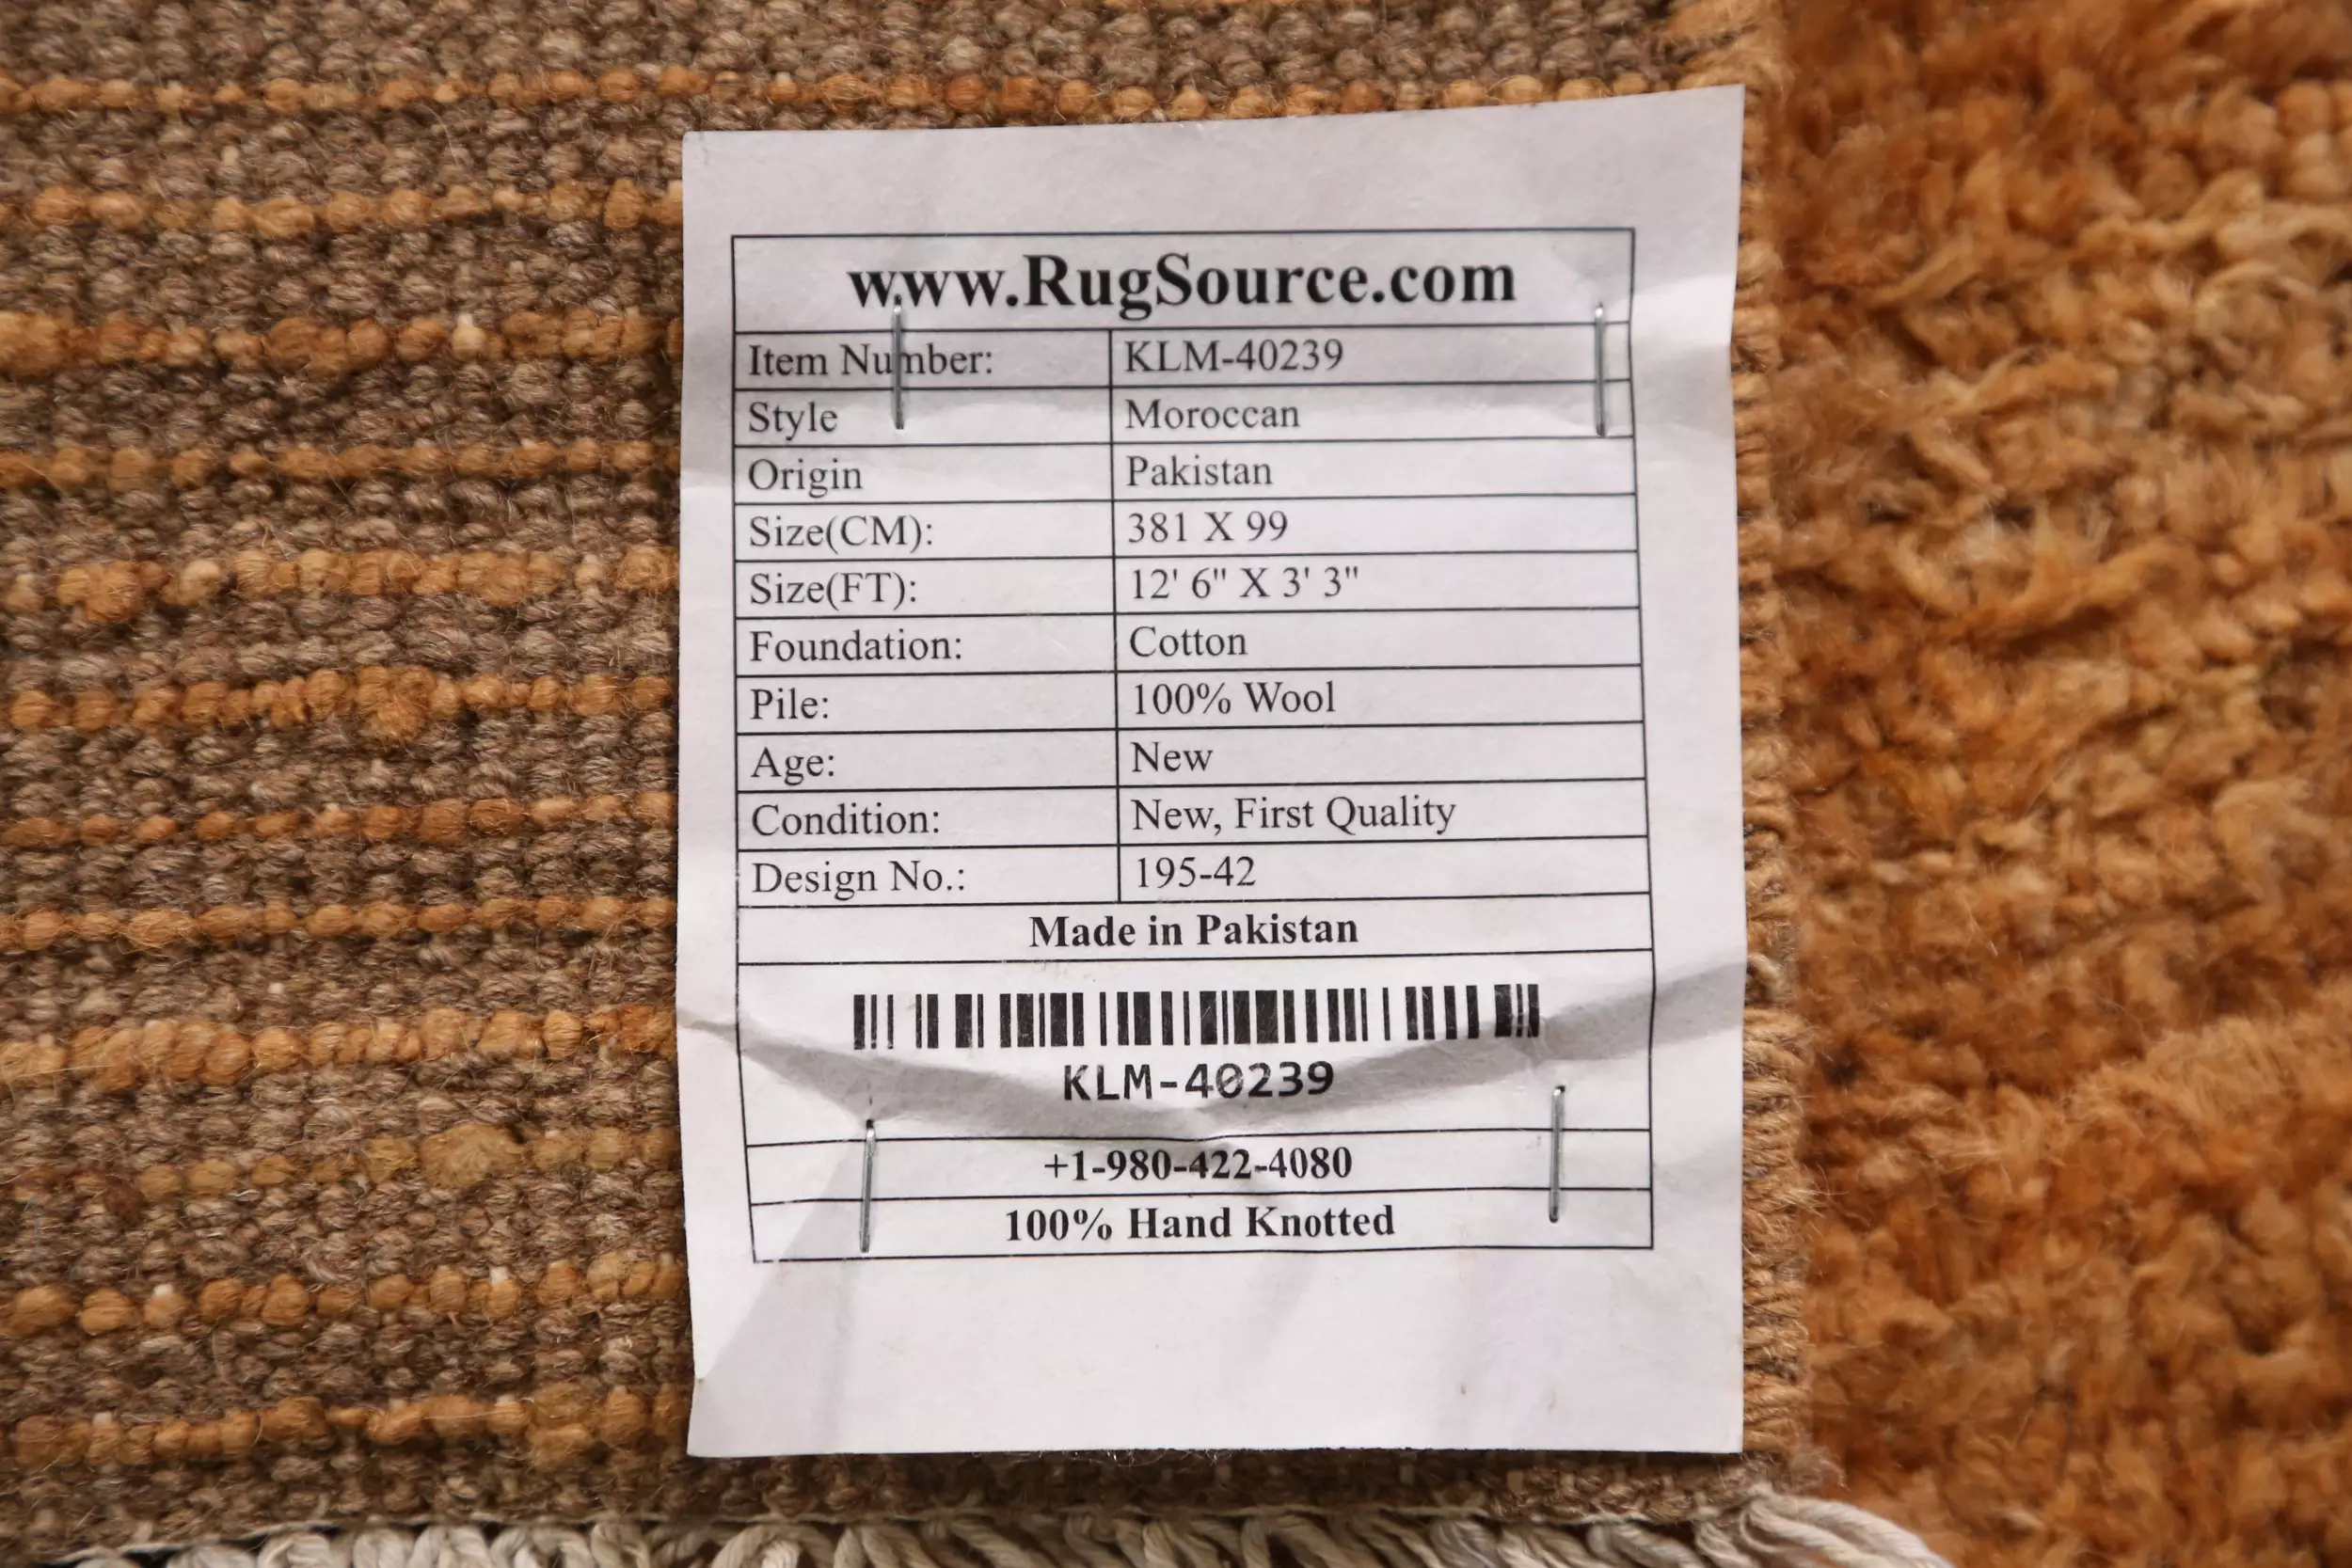 www.RugSource.com
Item Number: KLM-40239
Style Moroccan
Origin Pakistan
Size(CM): 381 X 99
Size(FT): 12' 6" X 3' 3"
Foundation: Cotton
Pile: 100% Wool
Age: New
Condition: New, First Quality
Design No.: 195-42
Made in Pakistan
KLM-40239
+1-980-422-4080
100% Hand Knotted